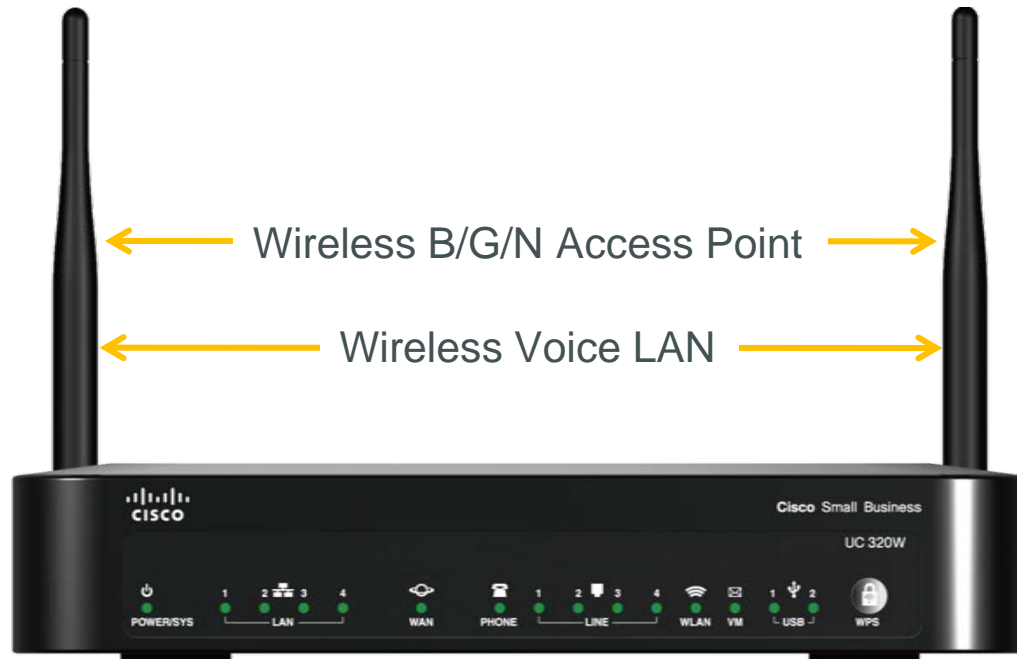 Wireless B/G/N Access Point
Wireless Voice LAN
CISCO
Cisco Small Business
UC 320W
1 2 3 4 1 2 3 4 1 2
POWER/SYS LAN WAN PHONE LINE WLAN VM USB WPS